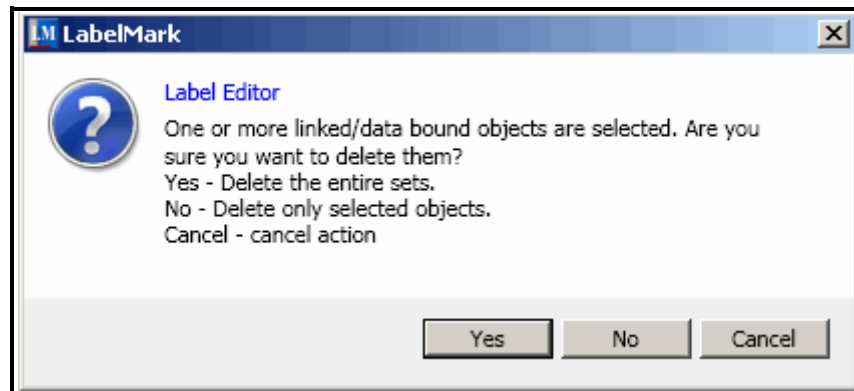 LM LabelMark
Label Editor
One or more linked/data bound objects are selected. Are you
sure you want to delete them?
Yes - Delete the entire sets.
No - Delete only selected objects.
Cancel - cancel action
Yes No Cancel